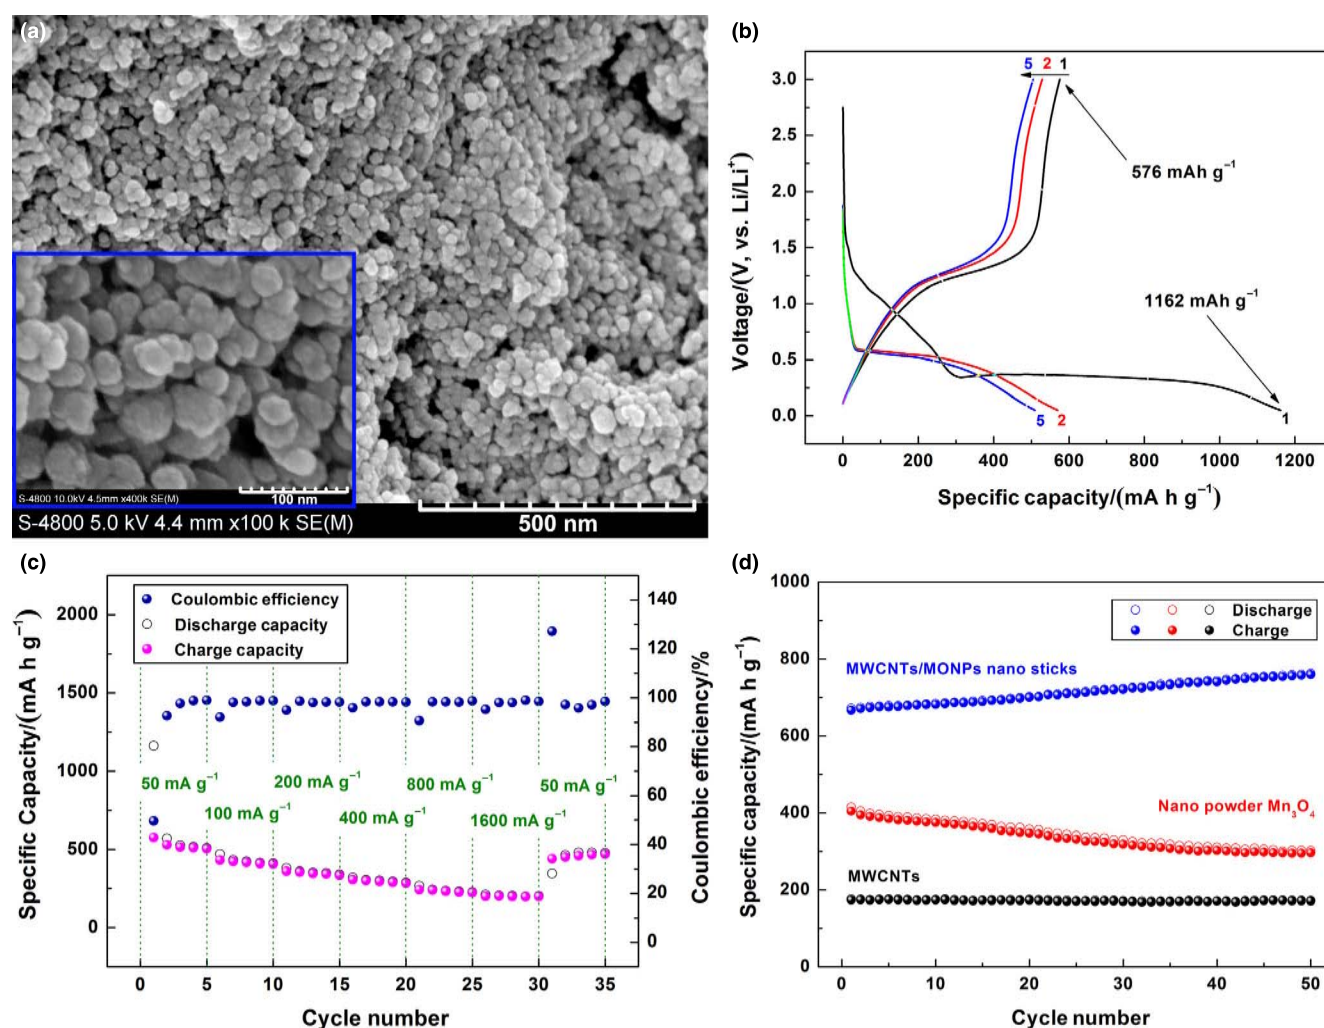 (a)
100 nm
S-4800 10.0kV 4.5mm x400k SE(M)
S-4800 5.0 kV 4.4 mm x100 k SE(M)
500 nm
(b)
5 2 1
576 mAh g⁻¹
1162 mAh g⁻¹
5 2 1
Voltage/(V, vs. Li/Li⁺)
3.0
2.5
2.0
1.5
1.0
0.5
0.0
0 200 400 600 800 1000 1200
Specific capacity/(mA h g⁻¹)
(c)
Coulombic efficiency
Discharge capacity
Charge capacity
50 mA g⁻¹
100 mA g⁻¹
200 mA g⁻¹
400 mA g⁻¹
800 mA g⁻¹
1600 mA g⁻¹
50 mA g⁻¹
Specific Capacity/(mA h g⁻¹)
2000
1500
1000
500
0
Coulombic efficiency/%
140
120
100
80
60
40
20
0
0 5 10 15 20 25 30 35
Cycle number
(d)
Discharge
Charge
MWCNTs/MONPs nano sticks
Nano powder Mn₃O₄
MWCNTs
Specific capacity/(mA h g⁻¹)
1000
800
600
400
200
0
0 10 20 30 40 50
Cycle number